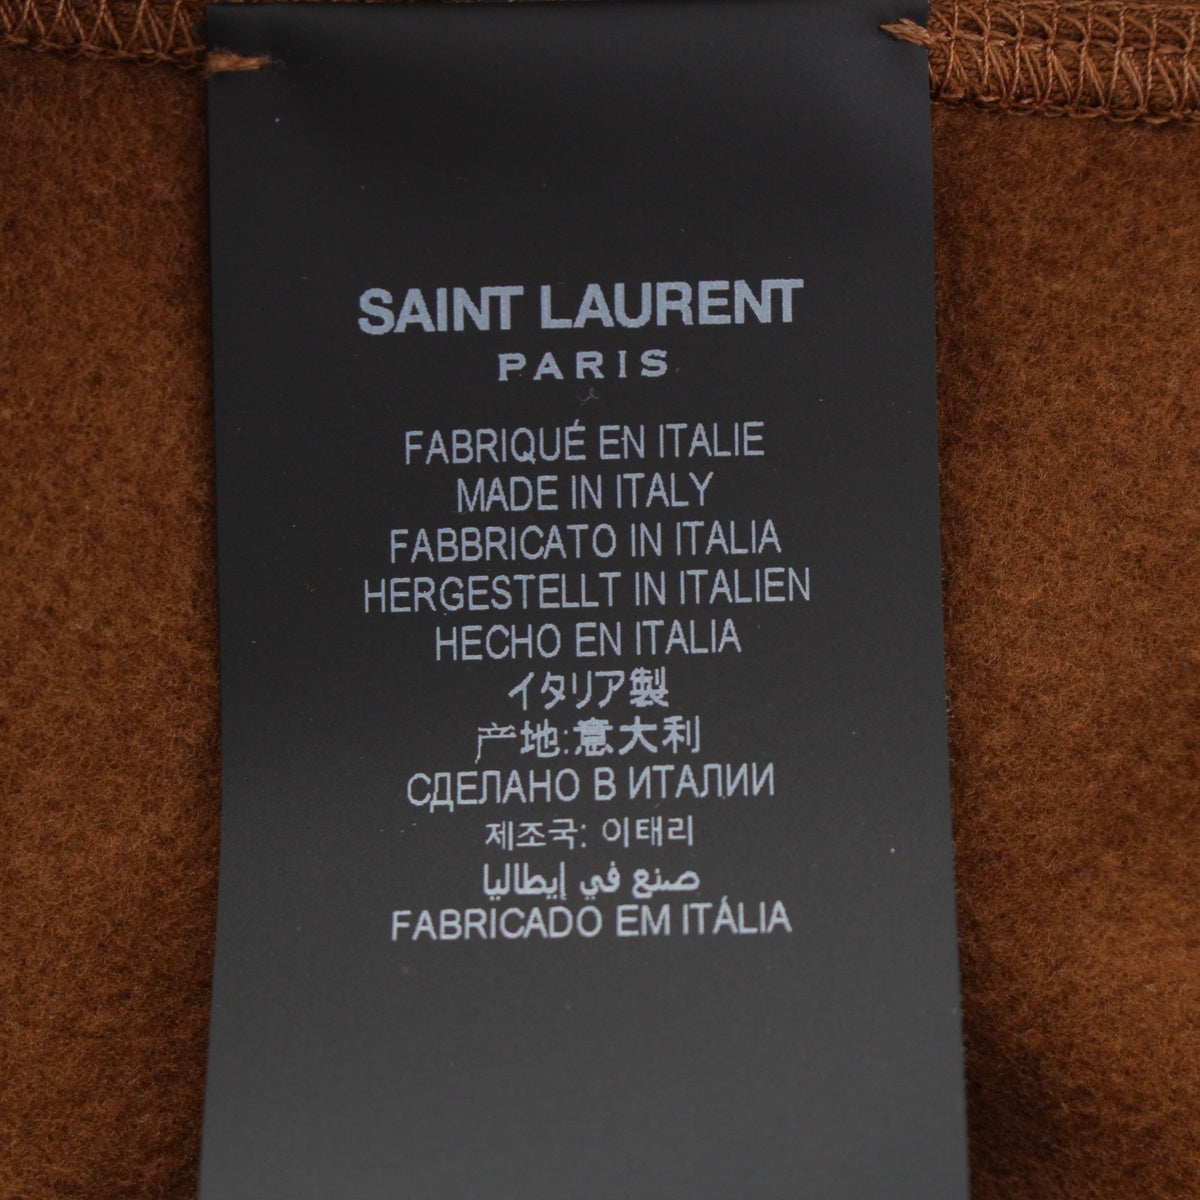 SAINT LAURENT
PARIS
FABRIQUÉ EN ITALIE
MADE IN ITALY
FABBRICATO IN ITALIA
HERGESTELLT IN ITALIEN
HECHO EN ITALIA
イタリア製
产地:意大利
СДЕЛАНО В ИТАЛИИ
제조국: 이태리
صنع في إيطاليا
FABRICADO EM ITÁLIA